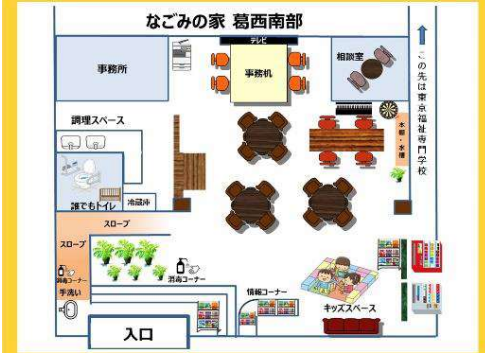 なごみの家 葛西南部
テレビ
事務所
事務机
相談室
この先は東京福祉専門学校
調理スペース
本棚・水槽
誰でもトイレ
冷蔵庫
スロープ
スロープ
消毒コーナー
消毒コーナー
手洗い
情報コーナー
キッズスペース
入口